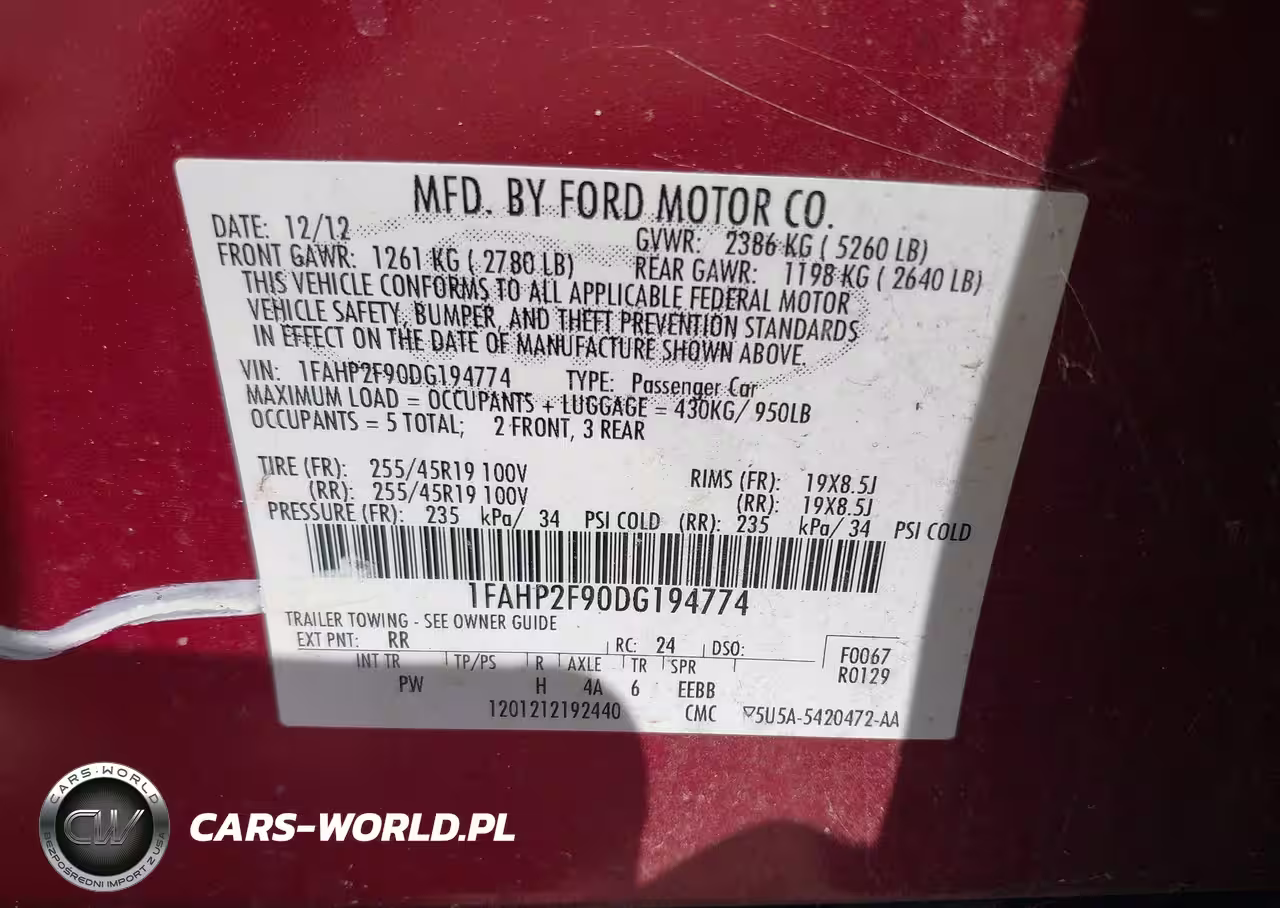 MFD. BY FORD MOTOR CO.
DATE: 12/12 GVWR: 2386 KG ( 5260 LB)
FRONT GAWR: 1261 KG ( 2780 LB) REAR GAWR: 1198 KG ( 2640 LB)
THIS VEHICLE CONFORMS TO ALL APPLICABLE FEDERAL MOTOR
VEHICLE SAFETY, BUMPER, AND THEFT PREVENTION STANDARDS
IN EFFECT ON THE DATE OF MANUFACTURE SHOWN ABOVE.
VIN: 1FAHP2F90DG194774 TYPE: Passenger Car
MAXIMUM LOAD = OCCUPANTS + LUGGAGE = 430KG/ 950LB
OCCUPANTS = 5 TOTAL; 2 FRONT, 3 REAR
TIRE (FR): 255/45R19 100V RIMS (FR): 19X8.5J
(RR): 255/45R19 100V (RR): 19X8.5J
PRESSURE (FR): 235 kPa/ 34 PSI COLD (RR): 235 kPa/ 34 PSI COLD
1FAHP2F90DG194774
TRAILER TOWING - SEE OWNER GUIDE
EXT PNT: RR RC: 24 DSO: F0067
R0129
INT TR TP/PS R AXLE TR SPR
PW H 4A 6 EEBB
1201212192440 CMC 5U5A-5420472-AA
CARS-WORLD
CW
BEZPOŚREDNI IMPORT Z USA
CARS-WORLD.PL